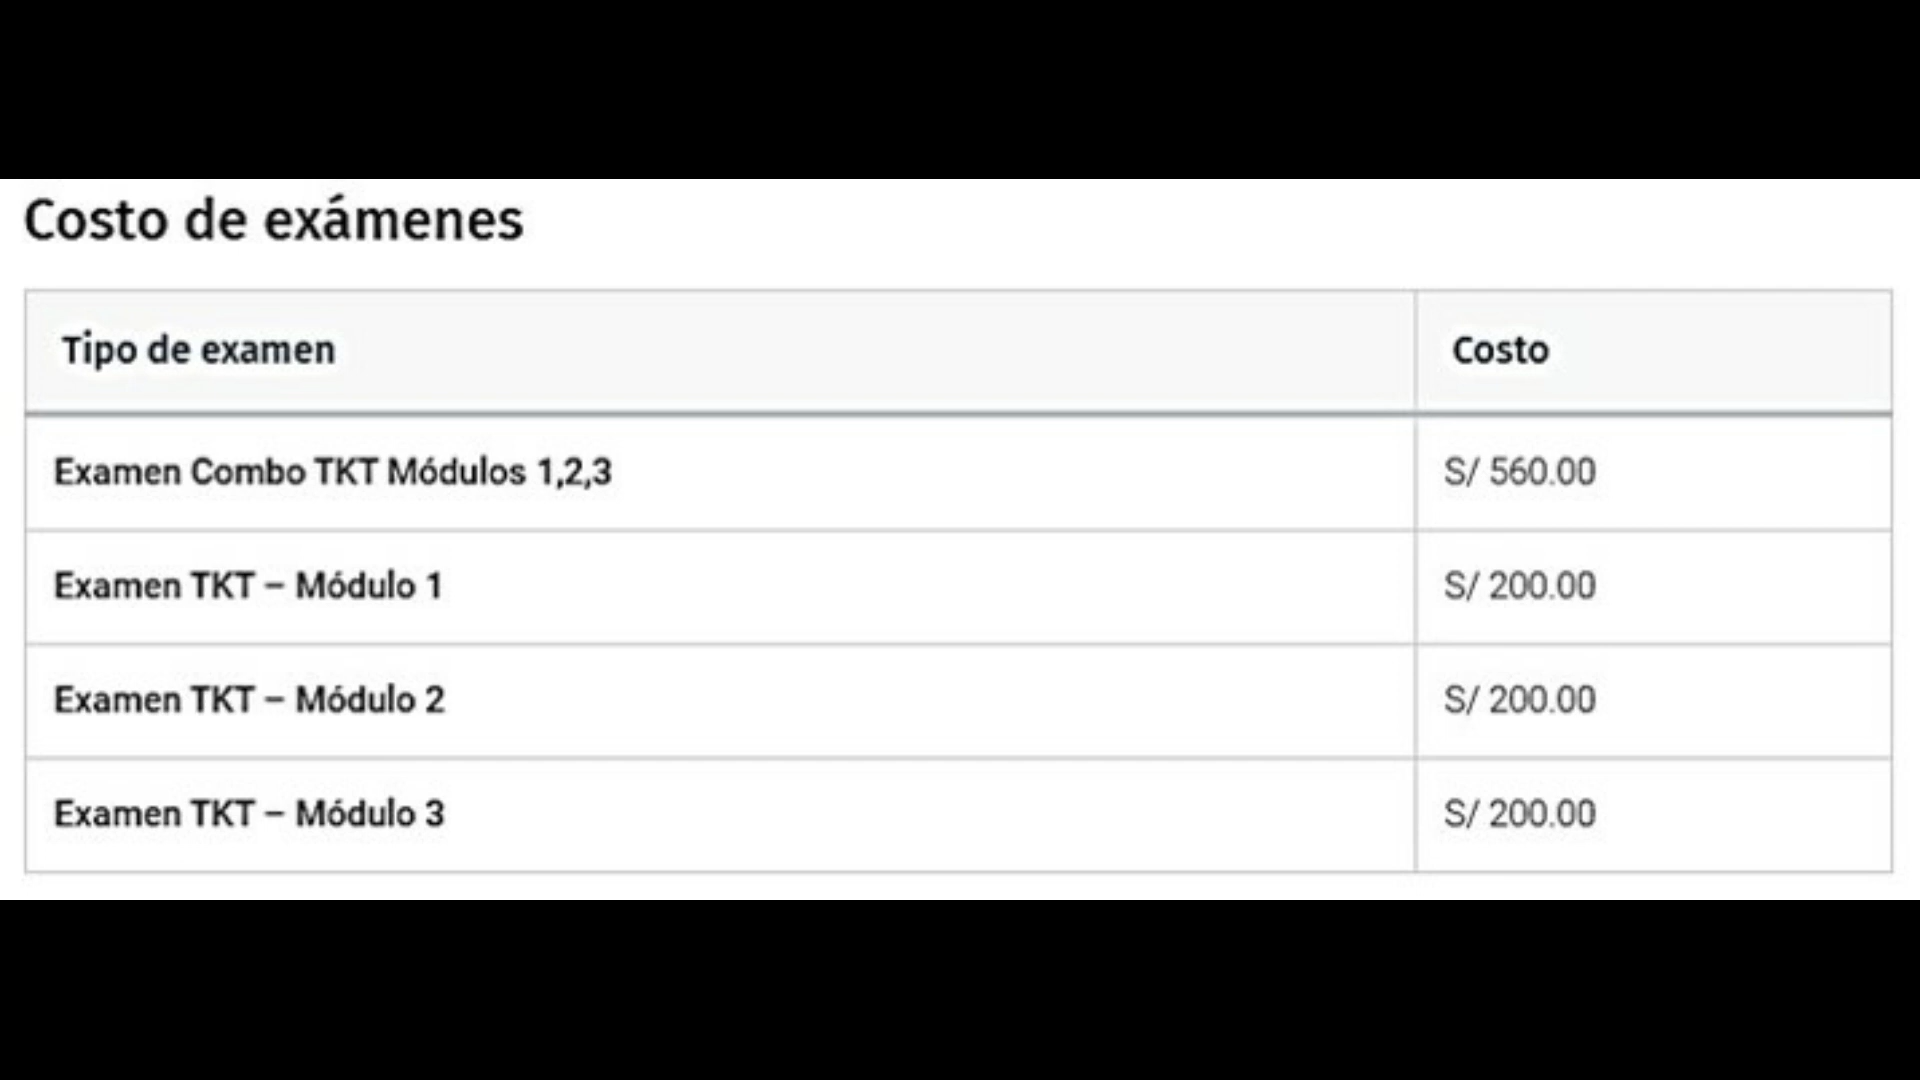 Costo de exámenes
Tipo de examen Costo
Examen Combo TKT Módulos 1,2,3 S/ 560.00
Examen TKT – Módulo 1 S/ 200.00
Examen TKT – Módulo 2 S/ 200.00
Examen TKT – Módulo 3 S/ 200.00